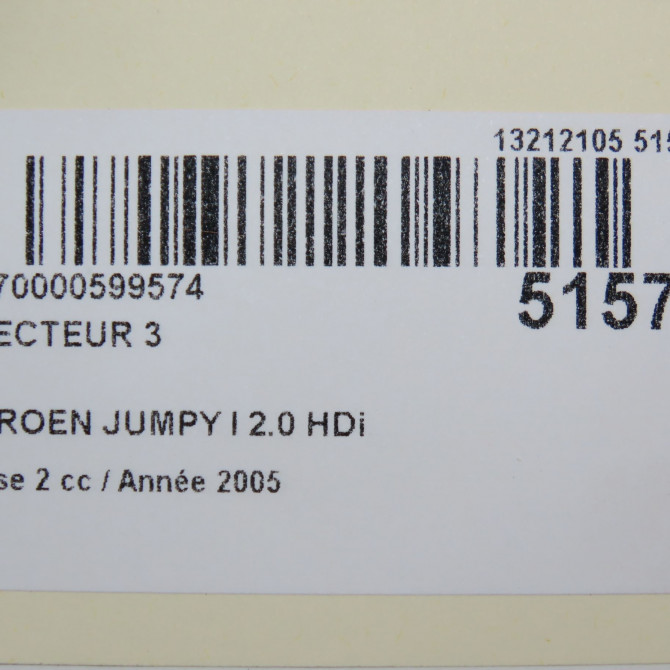 13212105 515
70000599574
5157
ECTEUR 3
ROEN JUMPY I 2.0 HDi
se 2 cc / Année 2005